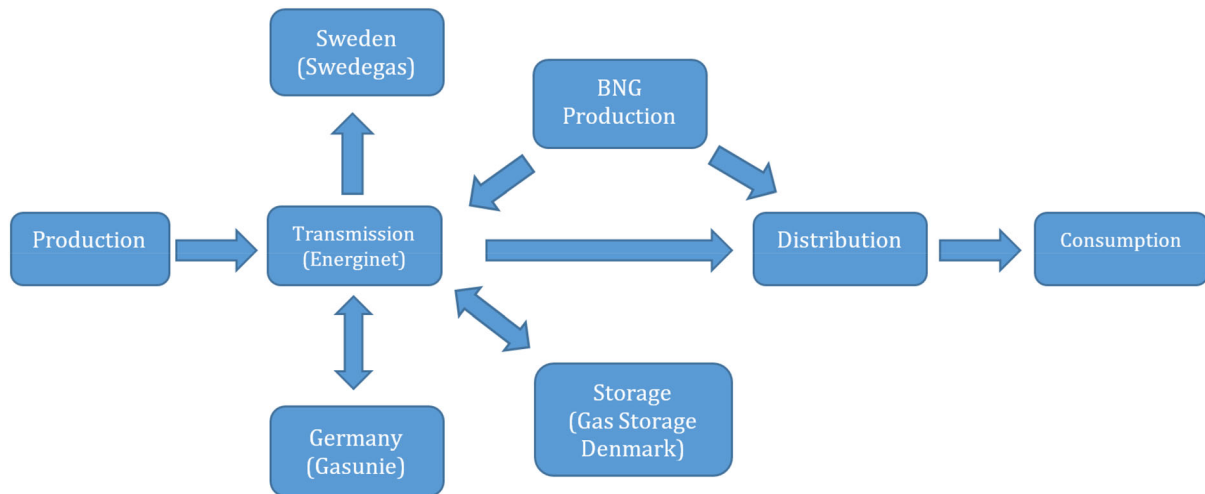 Sweden
(Swedegas)
BNG
Production
Production
Transmission
(Energinet)
Distribution
Consumption
Germany
(Gasunie)
Storage
(Gas Storage
Denmark)